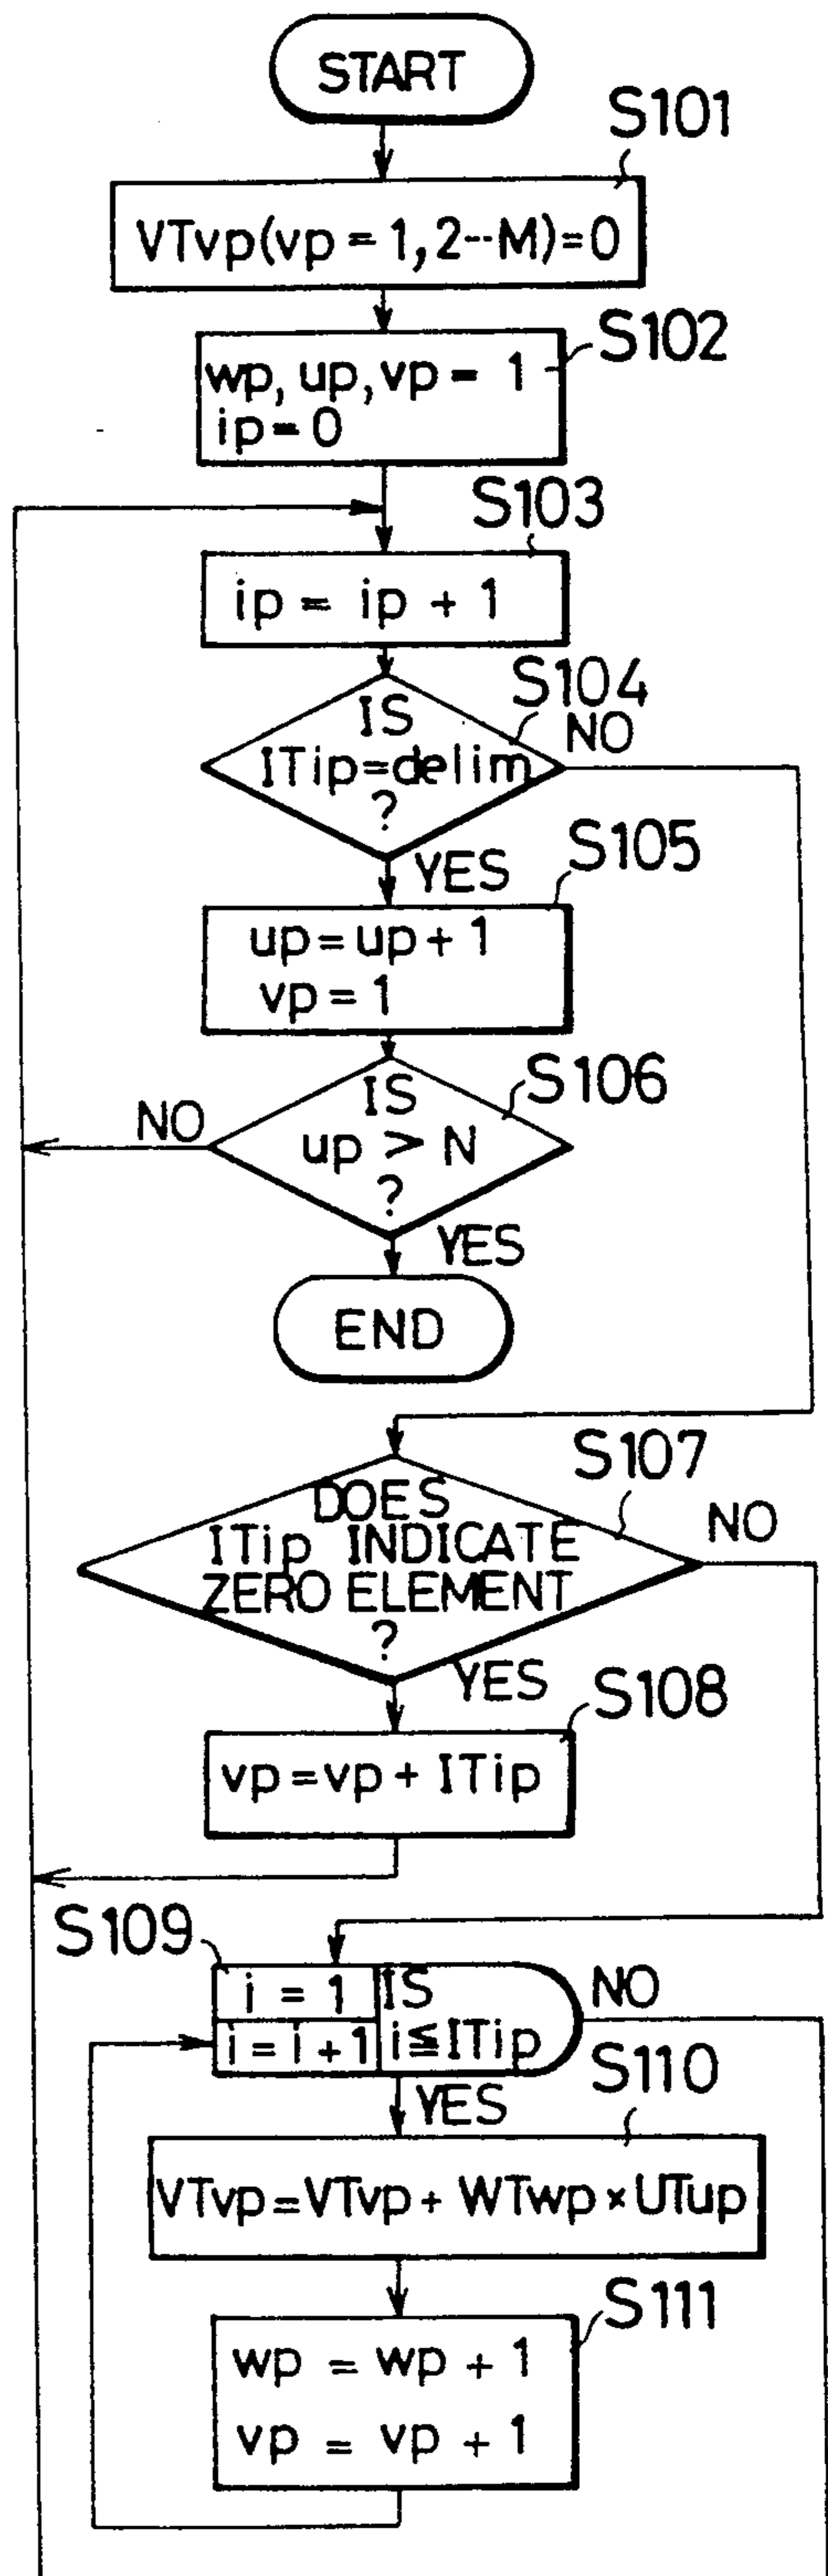 START
S101
VTvp(vp = 1,2--M)=0
S102
wp, up, vp = 1
ip=0
S103
ip = ip + 1
S104
IS
NO
ITip=delim
?
YES
S105
up=up+1
vp=1
S106
IS
NO
up > N
?
YES
END
S107
DOES
NO
ITip INDICATE
ZERO ELEMENT
?
YES
S108
vp=vp+ITip
S109
i = 1
IS
NO
i = i +1
i≦ITip
YES
S110
VTvp=VTvp+ WTwp×UTup
S111
wp = wp + 1
vp = vp + 1